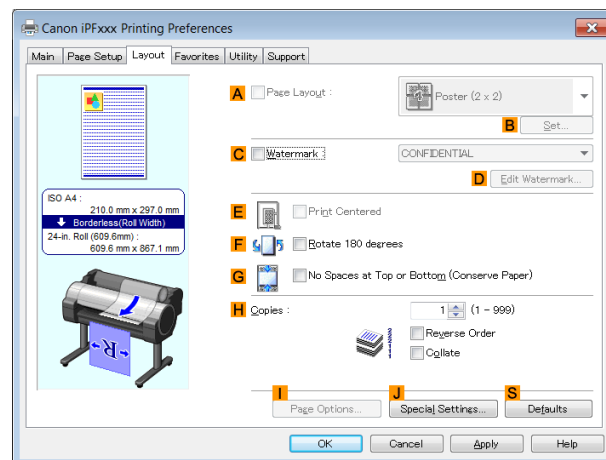 Canon iPFxxx Printing Preferences
Main Page Setup Layout Favorites Utility Support
A Page Layout : Poster (2 x 2)
B Set...
C Watermark : CONFIDENTIAL
D Edit Watermark...
ISO A4 :
210.0 mm x 297.0 mm
Borderless(Roll Width)
24-in. Roll (609.6mm) :
609.6 mm x 867.1 mm
E Print Centered
F Rotate 180 degrees
G No Spaces at Top or Bottom (Conserve Paper)
H Copies : 1 (1 - 999)
Reverse Order
Collate
R
I J S
Page Options... Special Settings... Defaults
OK Cancel Apply Help